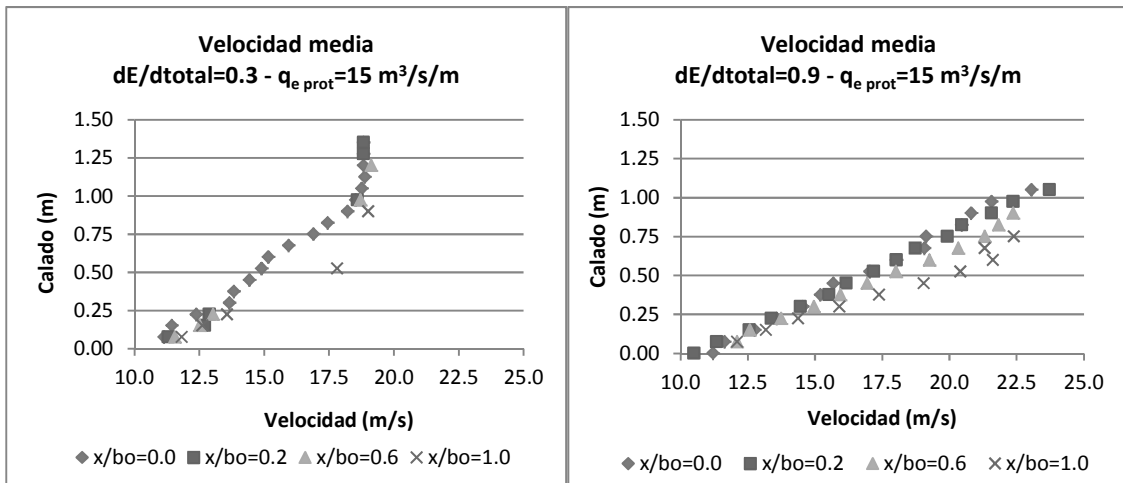 Velocidad media
dE/dtotal=0.3 - qe prot=15 m³/s/m
1.50
1.25
1.00
0.75
0.50
0.25
0.00
Calado (m)
10.0 12.5 15.0 17.5 20.0 22.5 25.0
Velocidad (m/s)
x/bo=0.0 x/bo=0.2 x/bo=0.6 x/bo=1.0
Velocidad media
dE/dtotal=0.9 - qe prot=15 m³/s/m
1.50
1.25
1.00
0.75
0.50
0.25
0.00
Calado (m)
10.0 12.5 15.0 17.5 20.0 22.5 25.0
Velocidad (m/s)
x/bo=0.0 x/bo=0.2 x/bo=0.6 x/bo=1.0